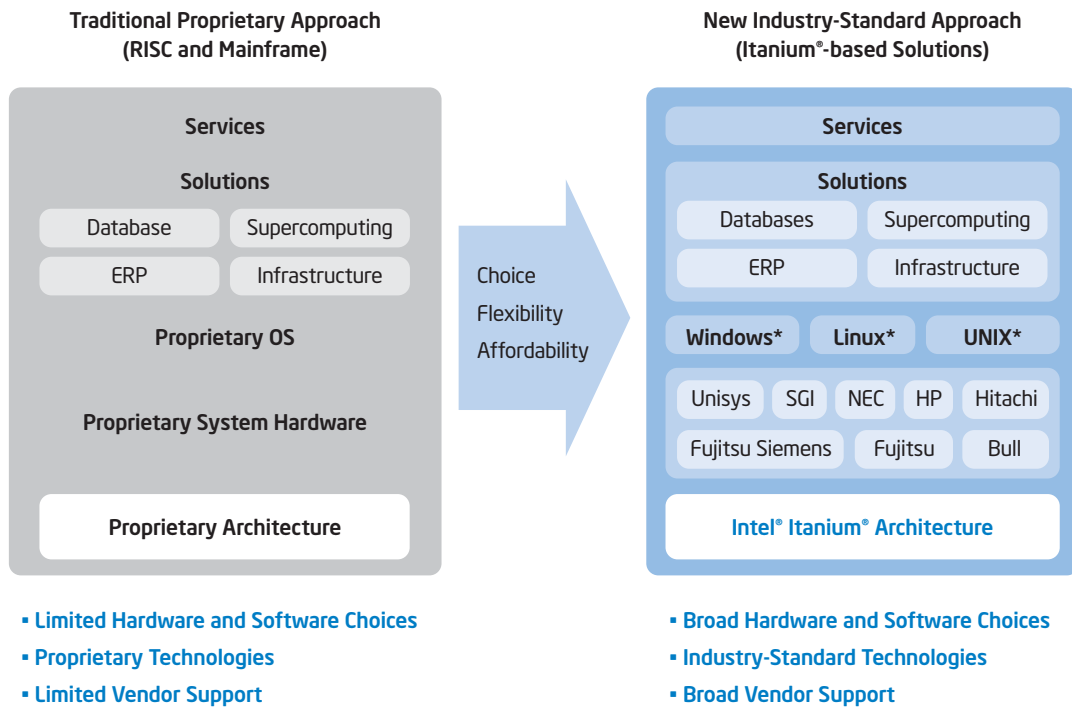 Traditional Proprietary Approach
(RISC and Mainframe)
Services
Solutions
Database
Supercomputing
ERP
Infrastructure
Proprietary OS
Proprietary System Hardware
Proprietary Architecture
▪ Limited Hardware and Software Choices
▪ Proprietary Technologies
▪ Limited Vendor Support
Choice
Flexibility
Affordability
New Industry-Standard Approach
(Itanium®-based Solutions)
Services
Solutions
Databases
Supercomputing
ERP
Infrastructure
Windows*
Linux*
UNIX*
Unisys
SGI
NEC
HP
Hitachi
Fujitsu Siemens
Fujitsu
Bull
Intel® Itanium® Architecture
▪ Broad Hardware and Software Choices
▪ Industry-Standard Technologies
▪ Broad Vendor Support